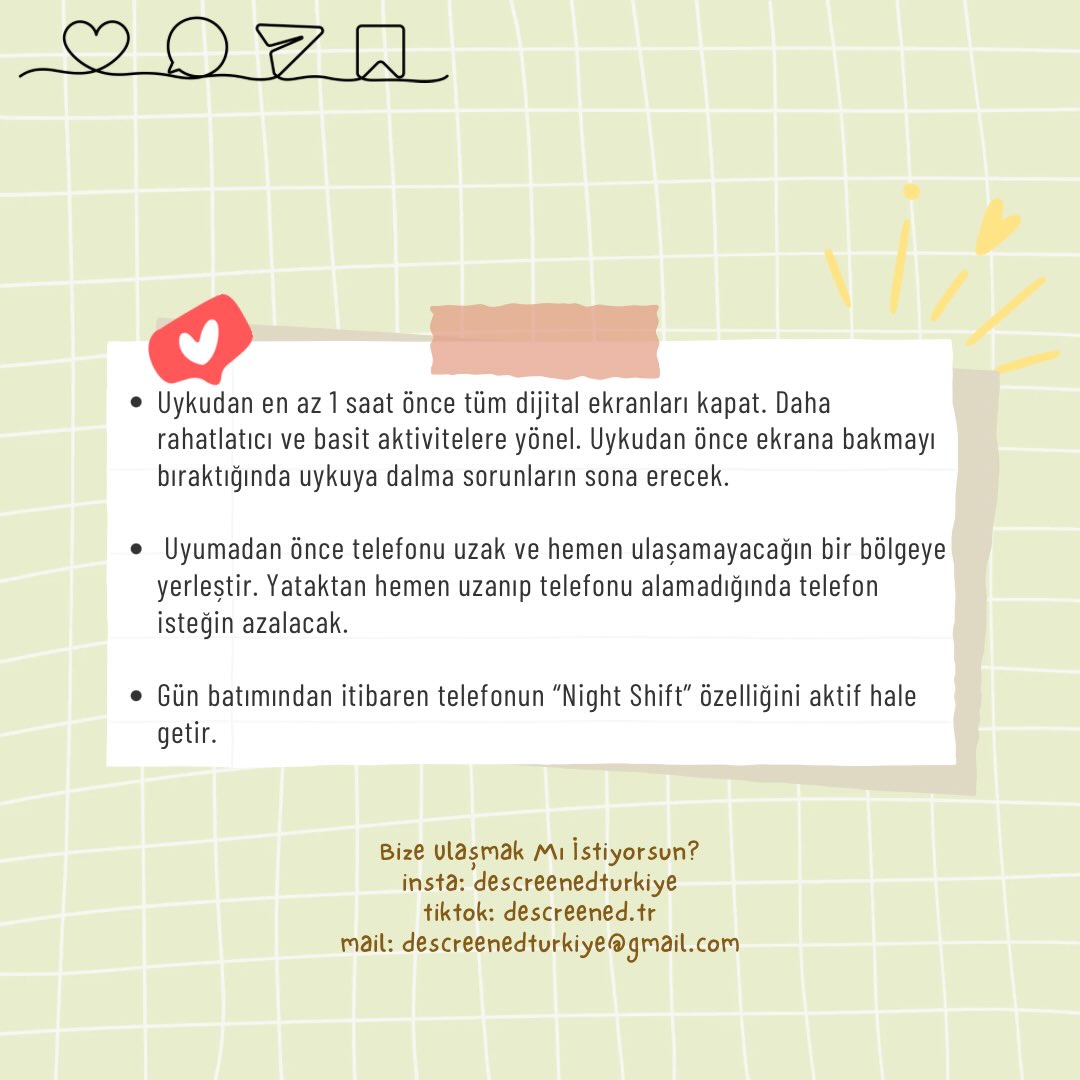 • Uykudan en az 1 saat önce tüm dijital ekranları kapat. Daha
rahatlatıcı ve basit aktivitelere yönel. Uykudan önce ekrana bakmayı
bıraktığında uykuya dalma sorunların sona erecek.
• Uyumadan önce telefonu uzak ve hemen ulaşamayacağın bir bölgeye
yerleştir. Yataktan hemen uzanıp telefonu alamadığında telefon
isteğin azalacak.
• Gün batımından itibaren telefonun “Night Shift” özelliğini aktif hale
getir.
Bize Ulaşmak Mı İstiyorsun?
insta: descreenedturkiye
tiktok: descreened.tr
mail: descreenedturkiye@gmail.com